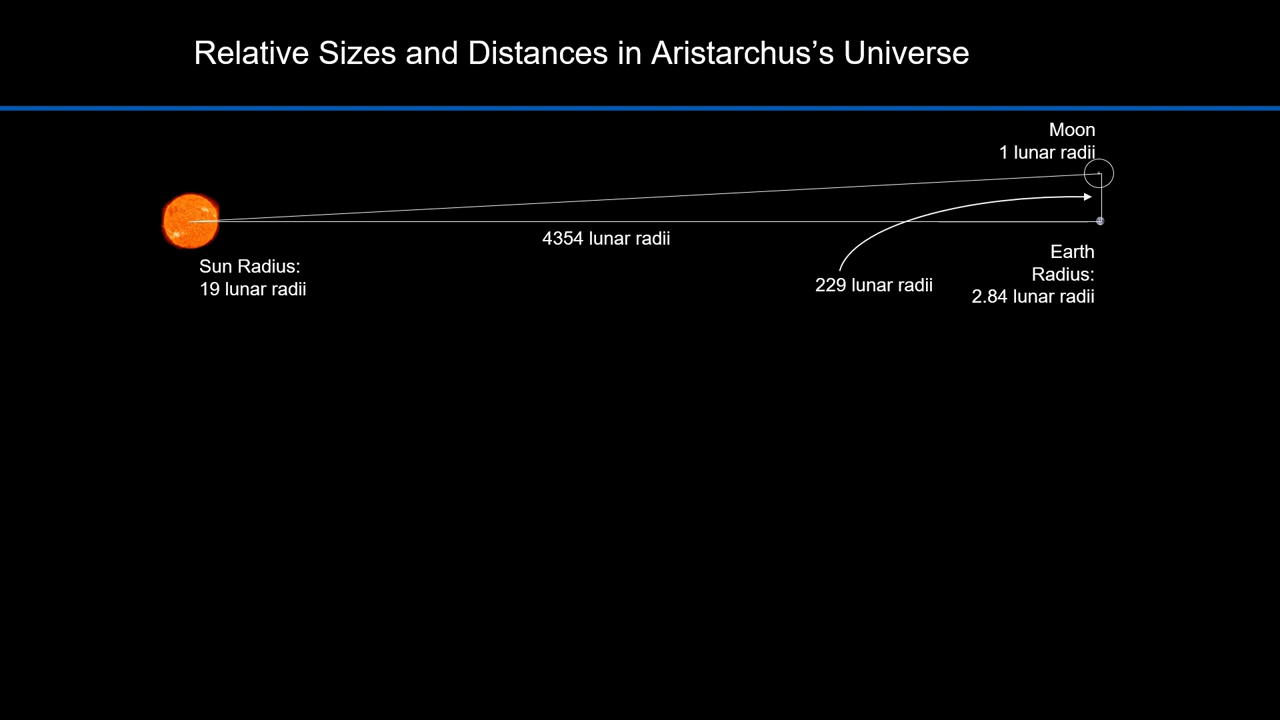 Relative Sizes and Distances in Aristarchus’s Universe
Moon
1 lunar radii
4354 lunar radii
Sun Radius:
19 lunar radii
229 lunar radii
Earth
Radius:
2.84 lunar radii